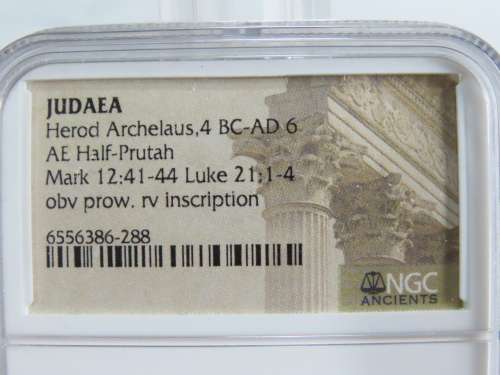 JUDAEA
Herod Archelaus,4 BC-AD 6
AE Half-Prutah
Mark 12:41-44 Luke 21:1-4
obv prow. rv inscription
6556386-288
NGC
ANCIENTS